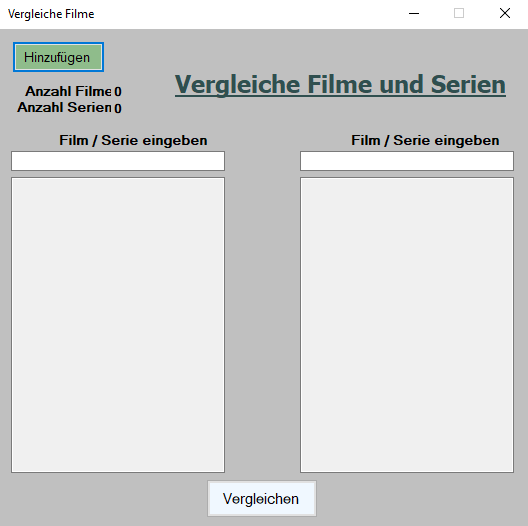 Vergleiche Filme
Hinzufügen
Vergleiche Filme und Serien
Anzahl Filme 0
Anzahl Serien 0
Film / Serie eingeben
Film / Serie eingeben
Vergleichen